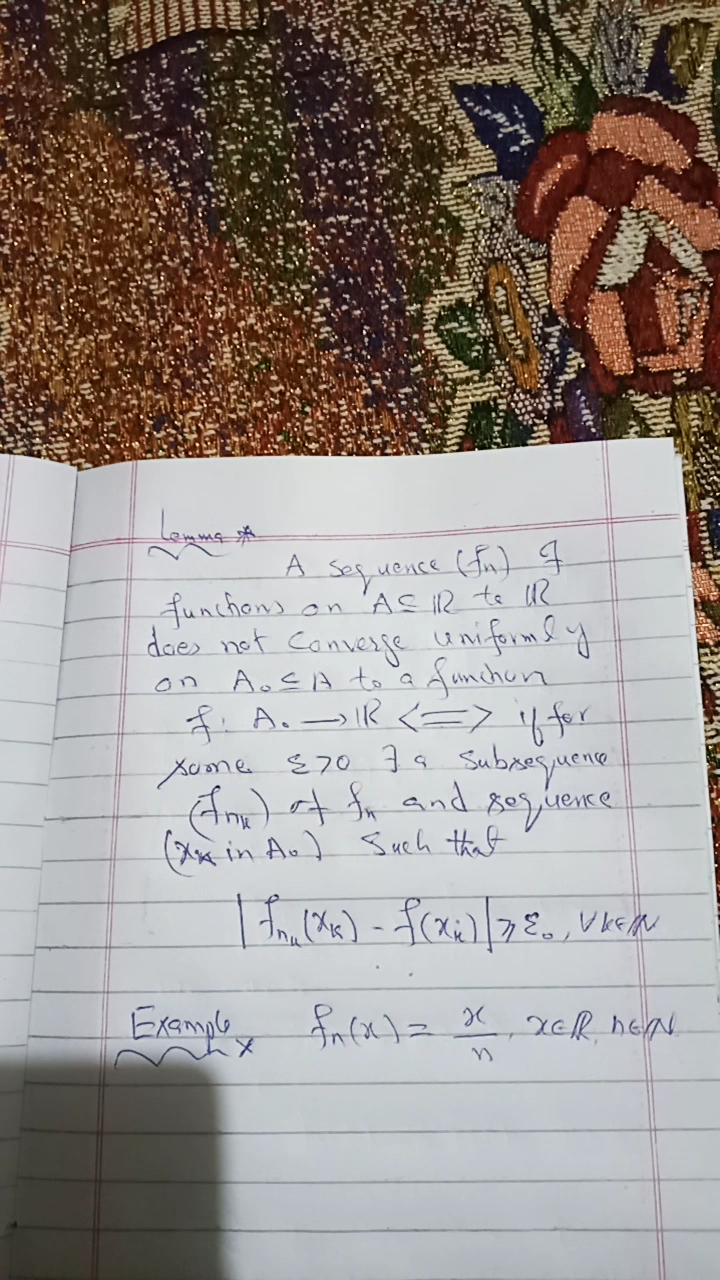 Lemma *
A sequence (fn) of
functions on A ⊆ ℝ to ℝ
does not converge uniformly
on A₀ ⊆ A to a function
f: A₀ → ℝ <=> if for
some ε>0 ∃ a subsequence
(fnₖ) of fn and sequence
(xₖ in A₀) Such that
|fnₖ(xₖ) - f(xₖ)| ≥ ε₀, ∀ k∈ℕ
Example x fn(x) = x/n, x∈ℝ, n∈ℕ